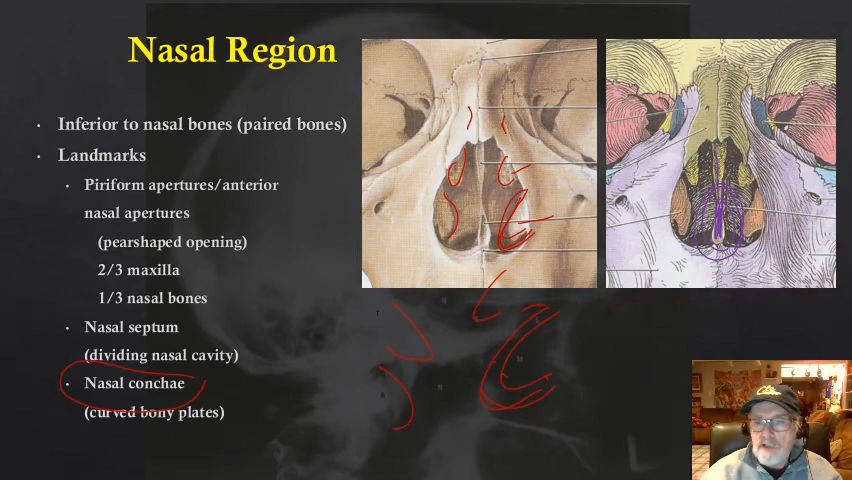 Nasal Region
• Inferior to nasal bones (paired bones)
• Landmarks
• Piriform apertures/anterior
nasal apertures
(pearshaped opening)
2/3 maxilla
1/3 nasal bones
• Nasal septum
(dividing nasal cavity)
• Nasal conchae
(curved bony plates)